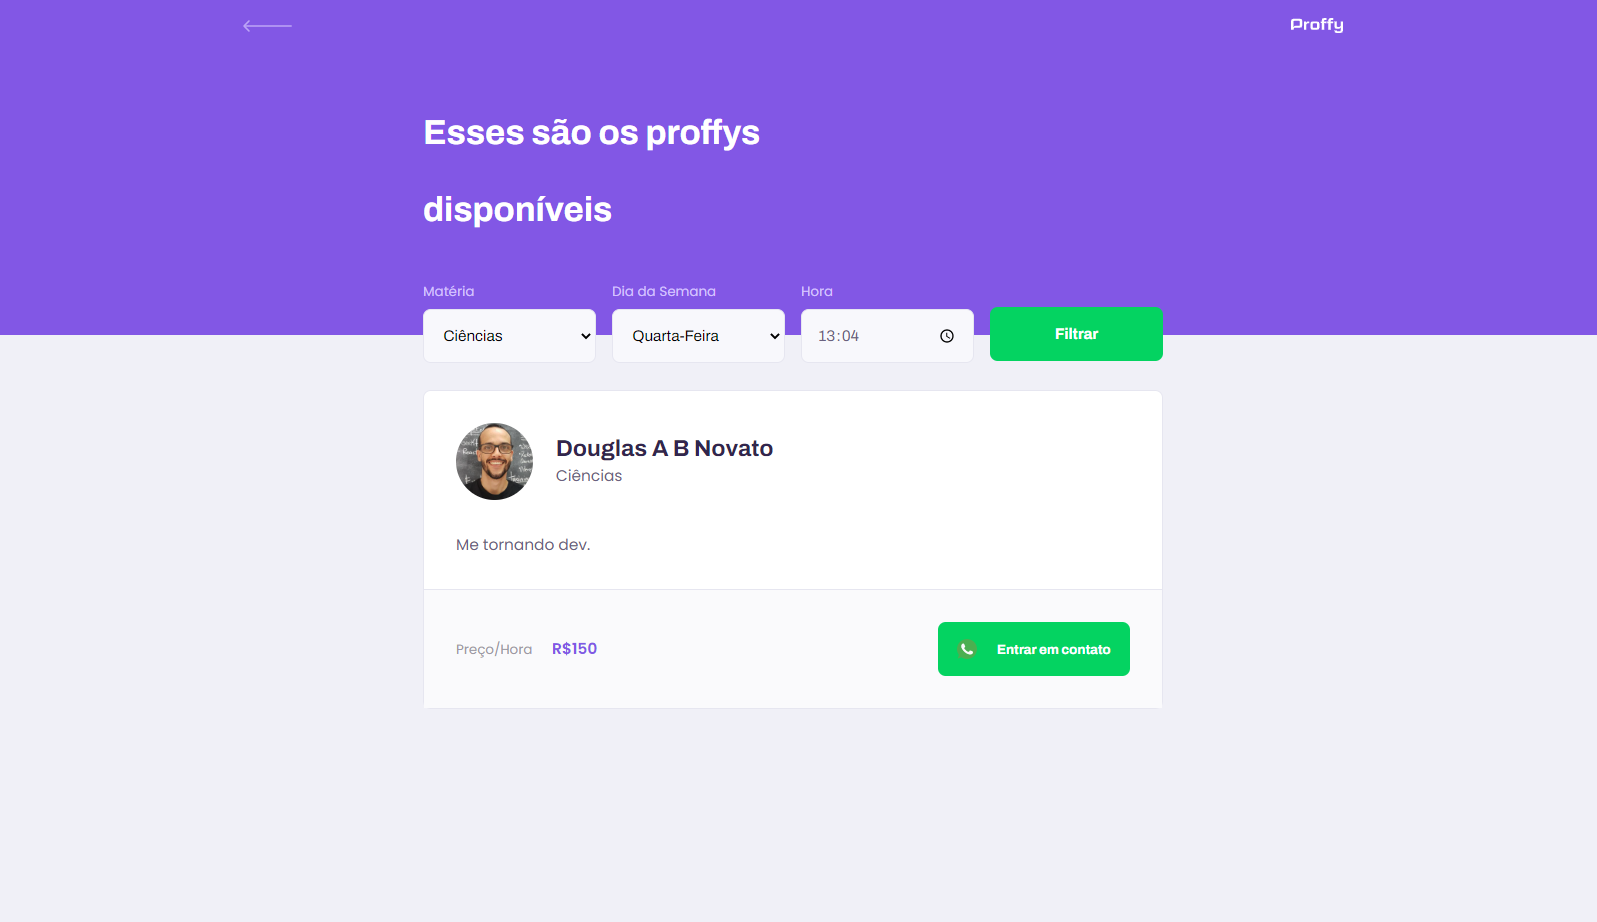 Proffy
Esses são os proffys
disponíveis
Matéria Dia da Semana Hora
Ciências Quarta-Feira 13:04 Filtrar
Douglas A B Novato
Ciências
Me tornando dev.
Preço/Hora R$150 Entrar em contato